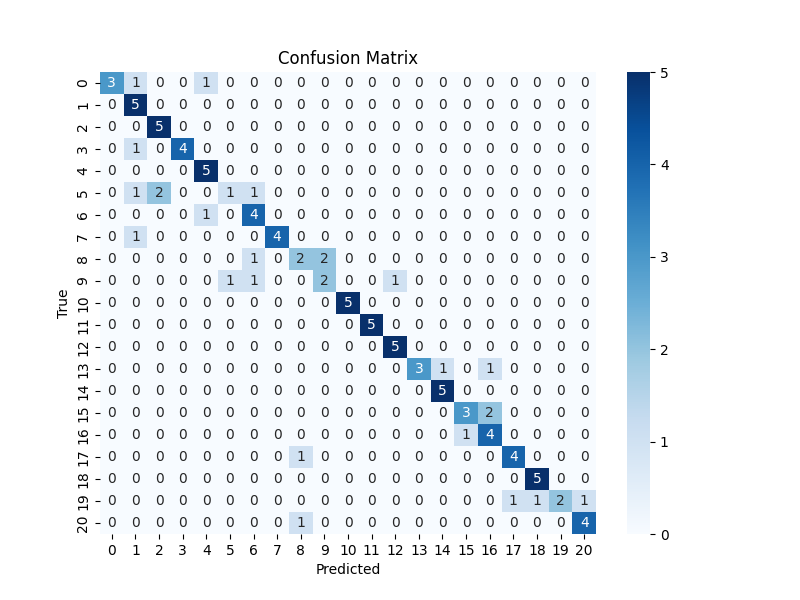 Confusion Matrix
0 3 1 0 0 1 0 0 0 0 0 0 0 0 0 0 0 0 0 0 0 0
1 0 5 0 0 0 0 0 0 0 0 0 0 0 0 0 0 0 0 0 0 0
2 0 0 5 0 0 0 0 0 0 0 0 0 0 0 0 0 0 0 0 0 0
3 0 1 0 4 0 0 0 0 0 0 0 0 0 0 0 0 0 0 0 0 0
4 0 0 0 0 5 0 0 0 0 0 0 0 0 0 0 0 0 0 0 0 0
5 0 1 2 0 0 1 1 0 0 0 0 0 0 0 0 0 0 0 0 0 0
6 0 0 0 0 1 0 4 0 0 0 0 0 0 0 0 0 0 0 0 0 0
7 0 1 0 0 0 0 0 4 0 0 0 0 0 0 0 0 0 0 0 0 0
8 0 0 0 0 0 0 1 0 2 2 0 0 0 0 0 0 0 0 0 0 0
9 0 0 0 0 0 1 1 0 0 2 0 0 1 0 0 0 0 0 0 0 0
10 0 0 0 0 0 0 0 0 0 0 5 0 0 0 0 0 0 0 0 0 0
11 0 0 0 0 0 0 0 0 0 0 0 5 0 0 0 0 0 0 0 0 0
12 0 0 0 0 0 0 0 0 0 0 0 0 5 0 0 0 0 0 0 0 0
13 0 0 0 0 0 0 0 0 0 0 0 0 0 3 1 0 1 0 0 0 0
14 0 0 0 0 0 0 0 0 0 0 0 0 0 0 5 0 0 0 0 0 0
15 0 0 0 0 0 0 0 0 0 0 0 0 0 0 0 3 2 0 0 0 0
16 0 0 0 0 0 0 0 0 0 0 0 0 0 0 0 1 4 0 0 0 0
17 0 0 0 0 0 0 0 0 1 0 0 0 0 0 0 0 0 4 0 0 0
18 0 0 0 0 0 0 0 0 0 0 0 0 0 0 0 0 0 0 5 0 0
19 0 0 0 0 0 0 0 0 0 0 0 0 0 0 0 0 0 1 1 2 1
20 0 0 0 0 0 0 0 0 1 0 0 0 0 0 0 0 0 0 0 0 4
0 1 2 3 4 5 6 7 8 9 10 11 12 13 14 15 16 17 18 19 20
Predicted
True
5
4
3
2
1
0